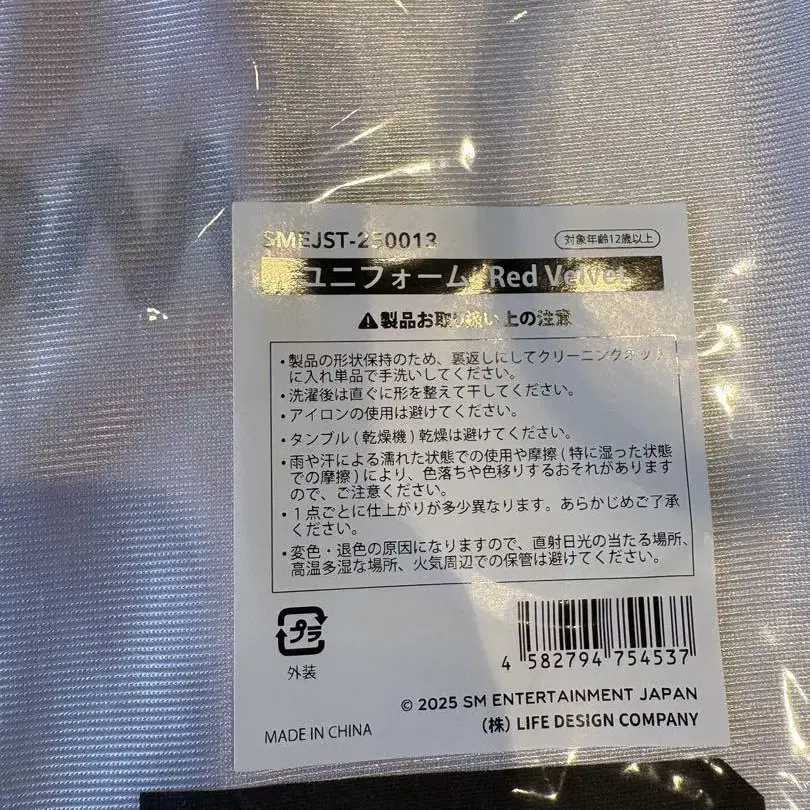 SMEJST-250013
対象年齢12歳以上
ユニフォーム Red Velvet
製品お取り扱い上の注意
・製品の形状保持のため、裏返しにしてクリーニングネット
に入れ単品で手洗いしてください。
・洗濯後は直ぐに形を整えて干してください。
・アイロンの使用は避けてください。
・タンブル(乾燥機)乾燥は避けてください。
・雨や汗による濡れた状態での使用や摩擦(特に湿った状態
での摩擦)により、色落ちや色移りするおそれがあります
ので、ご注意ください。
・1点ごとに仕上がりが多少異なります。あらかじめご了承
ください。
・変色・退色の原因になりますので、直射日光の当たる場所、
高温多湿な場所、火気周辺での保管は避けてください。
プラ
外装
4 582794 754537
© 2025 SM ENTERTAINMENT JAPAN
(株) LIFE DESIGN COMPANY
MADE IN CHINA